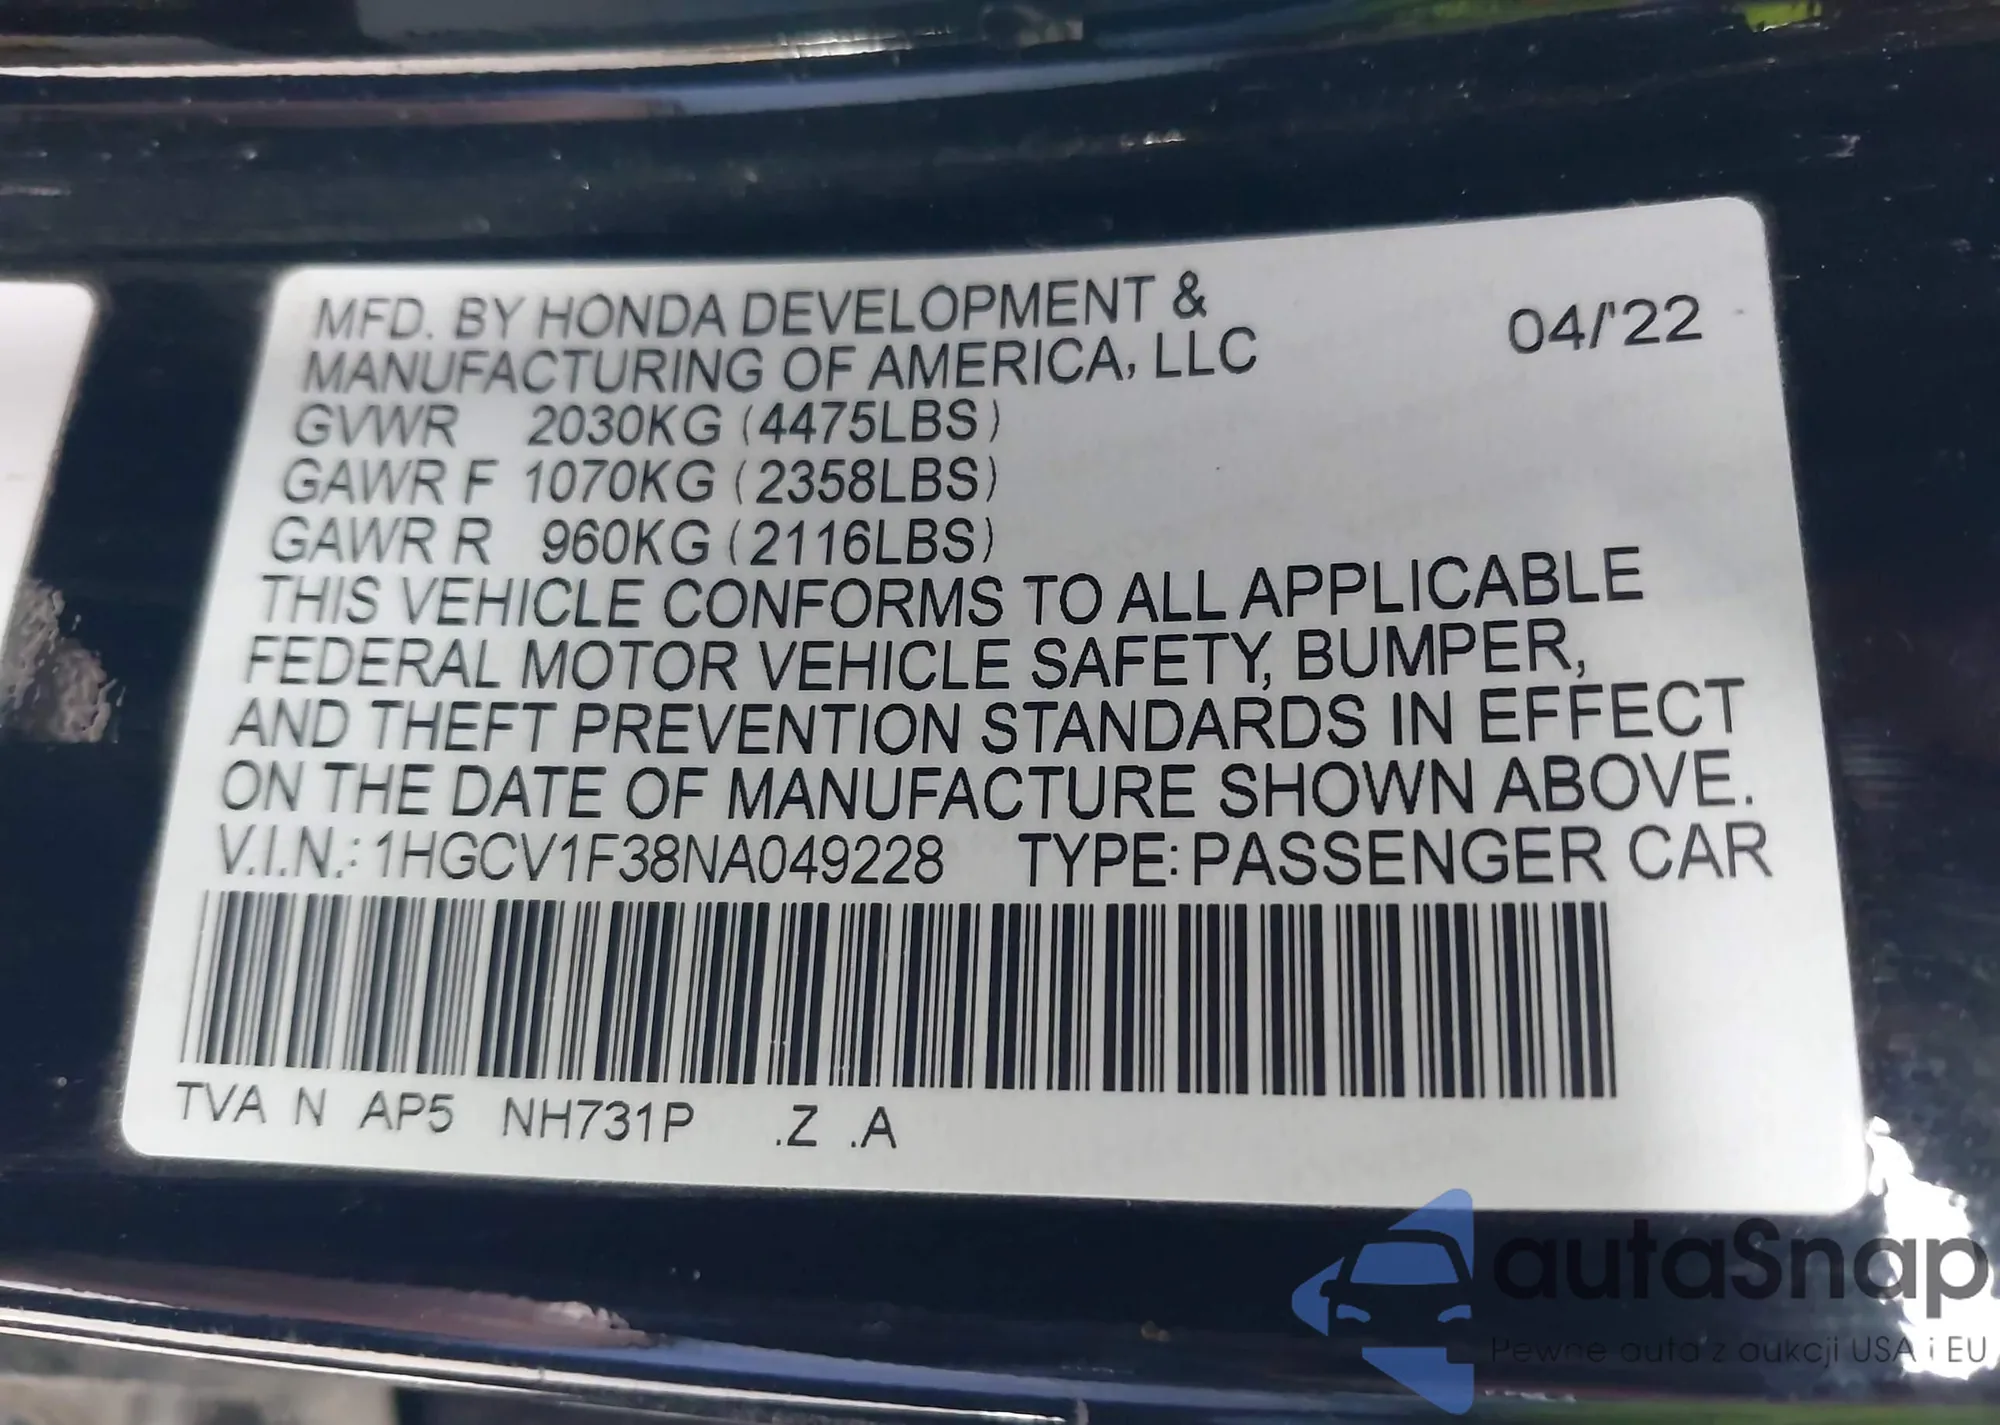 MFD. BY HONDA DEVELOPMENT &
MANUFACTURING OF AMERICA, LLC
04/'22
GVWR 2030KG (4475LBS)
GAWR F 1070KG (2358LBS)
GAWR R 960KG (2116LBS)
THIS VEHICLE CONFORMS TO ALL APPLICABLE
FEDERAL MOTOR VEHICLE SAFETY, BUMPER,
AND THEFT PREVENTION STANDARDS IN EFFECT
ON THE DATE OF MANUFACTURE SHOWN ABOVE.
V.I.N.: 1HGCV1F38NA049228 TYPE: PASSENGER CAR
TVA N AP5 NH731P .Z .A
autaSnap
Pewne auta z aukcji USA i EU